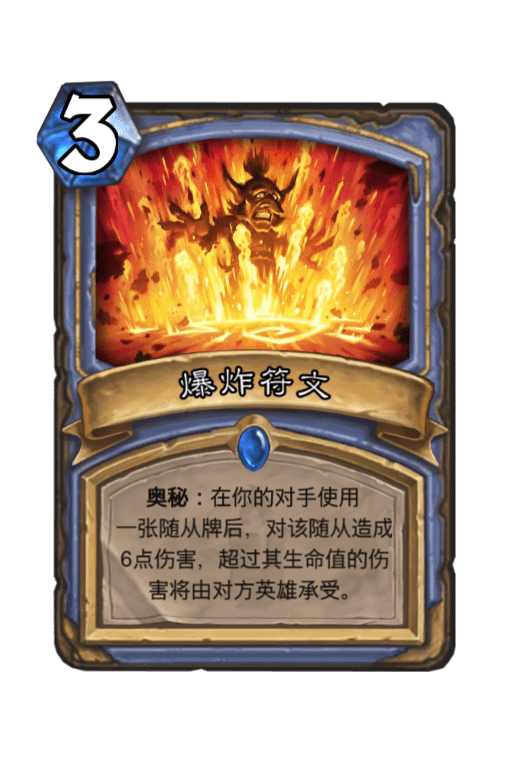 3
爆炸符文
奥秘：在你的对手使用
一张随从牌后，对该随从造成
6点伤害，超过其生命值的伤
害将由对方英雄承受。